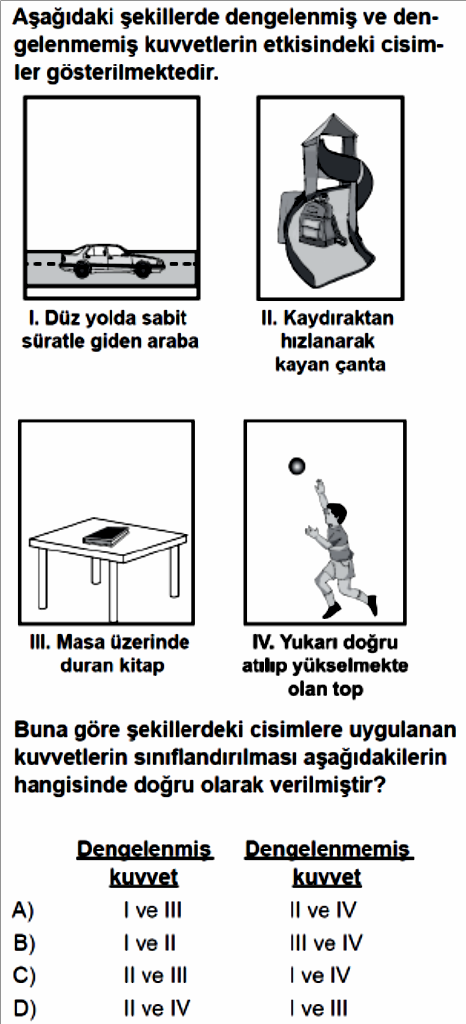 Aşağıdaki şekillerde dengelenmiş ve den-
gelenmemiş kuvvetlerin etkisindeki cisim-
ler gösterilmektedir.
I. Düz yolda sabit
süratle giden araba
II. Kaydıraktan
hızlanarak
kayan çanta
III. Masa üzerinde
duran kitap
IV. Yukarı doğru
atılıp yükselmekte
olan top
Buna göre şekillerdeki cisimlere uygulanan
kuvvetlerin sınıflandırılması aşağıdakilerin
hangisinde doğru olarak verilmiştir?
Dengelenmiş Dengelenmemiş
kuvvet kuvvet
A) I ve III II ve IV
B) I ve II III ve IV
C) II ve III I ve IV
D) II ve IV I ve III